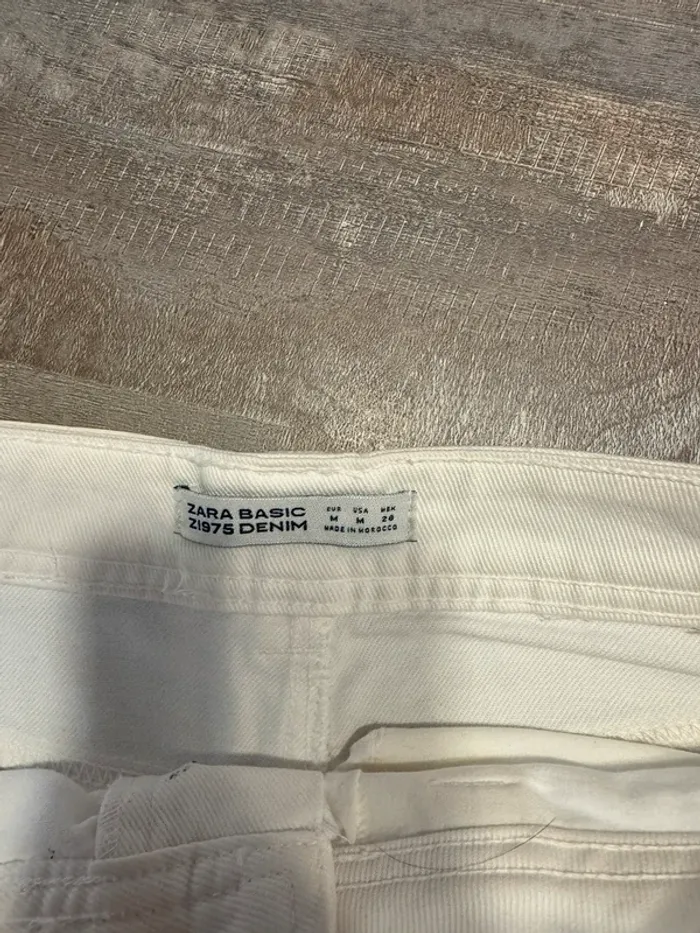 ZARA BASIC
Z1975 DENIM
EUR USA MEX
M M 28
MADE IN MOROCCO